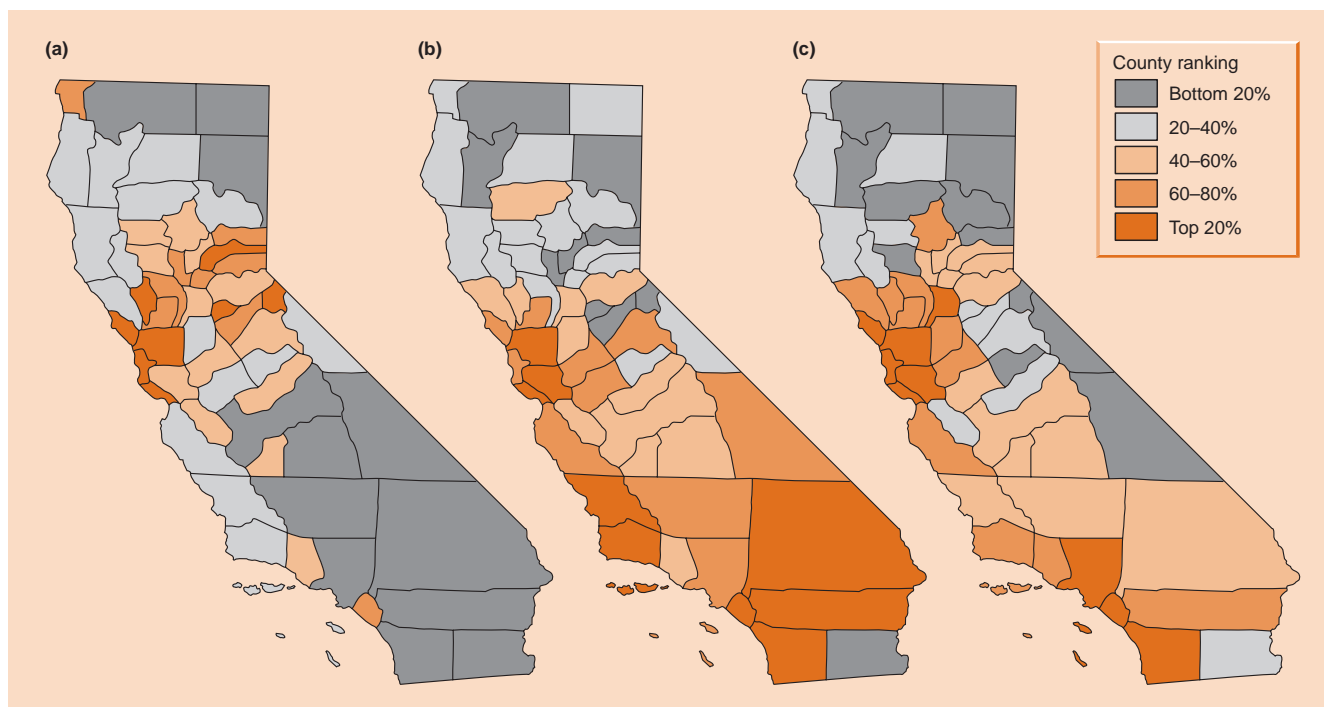 (a)
(b)
(c)
County ranking
Bottom 20%
20–40%
40–60%
60–80%
Top 20%